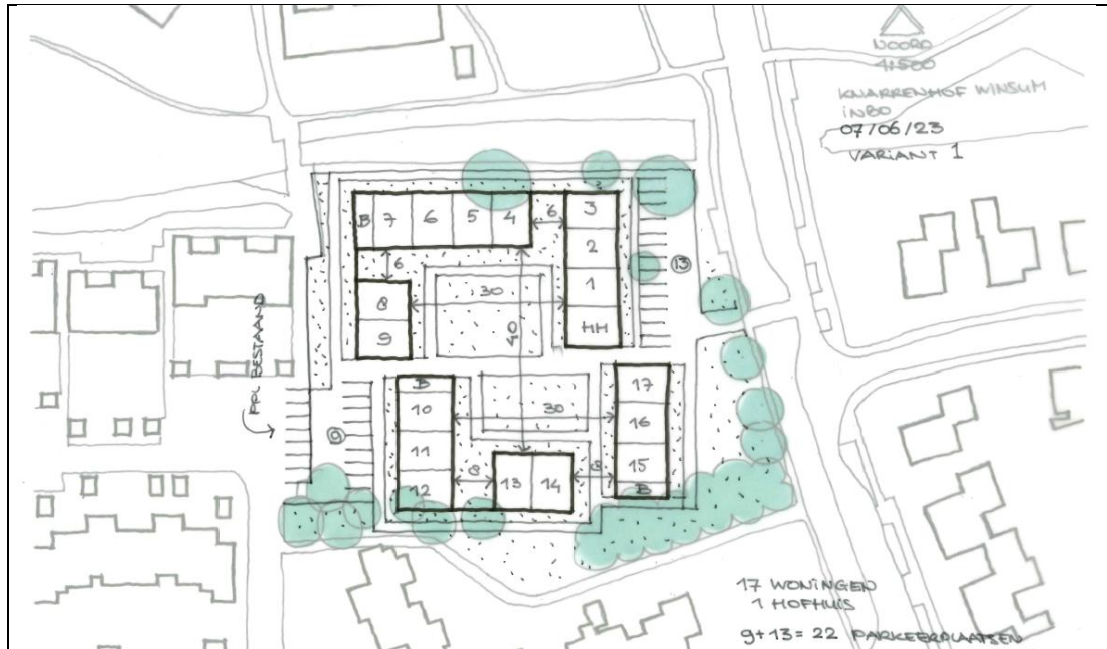 NOORD
1:500
KNARRENHOF WINSUM
INBO
07/06/23
VARIANT 1
B 7 6 5 4
6
3
2
1
HH
13
6
8
9
30
40
PPL BESTAAND
9
B
10
11
12
30
8
13 14
8
17
16
15
B
17 WONINGEN
1 HOFHUIS
9+13= 22 PARKEERPLAATSEN